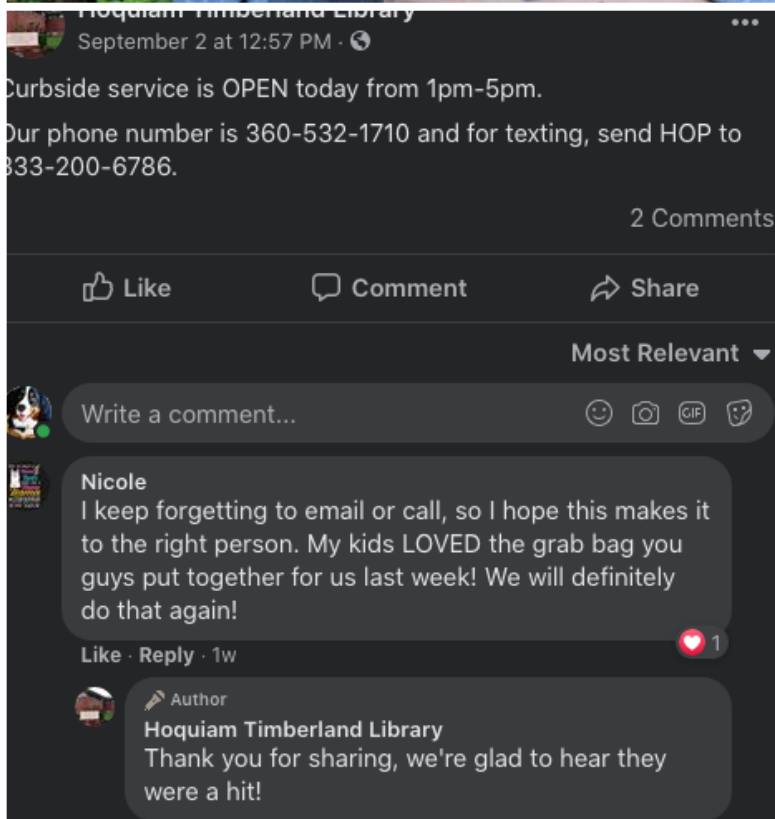 Hoquiam Timberland Library
September 2 at 12:57 PM ·
Curbside service is OPEN today from 1pm-5pm.
Our phone number is 360-532-1710 and for texting, send HOP to
833-200-6786.
2 Comments
Like Comment Share
Most Relevant
Write a comment...
GIF
Nicole
I keep forgetting to email or call, so I hope this makes it
to the right person. My kids LOVED the grab bag you
guys put together for us last week! We will definitely
do that again!
1
Like · Reply · 1w
Author
Hoquiam Timberland Library
Thank you for sharing, we're glad to hear they
were a hit!